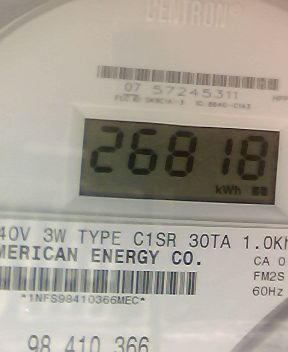 CENTRON®
07 57245311
26818
kWh
40V 3W TYPE C1SR 30TA 1.0Kh
MERICAN ENERGY CO.
CA 0
FM2S
*1NFS98410366MEC*
60Hz
98 410 366